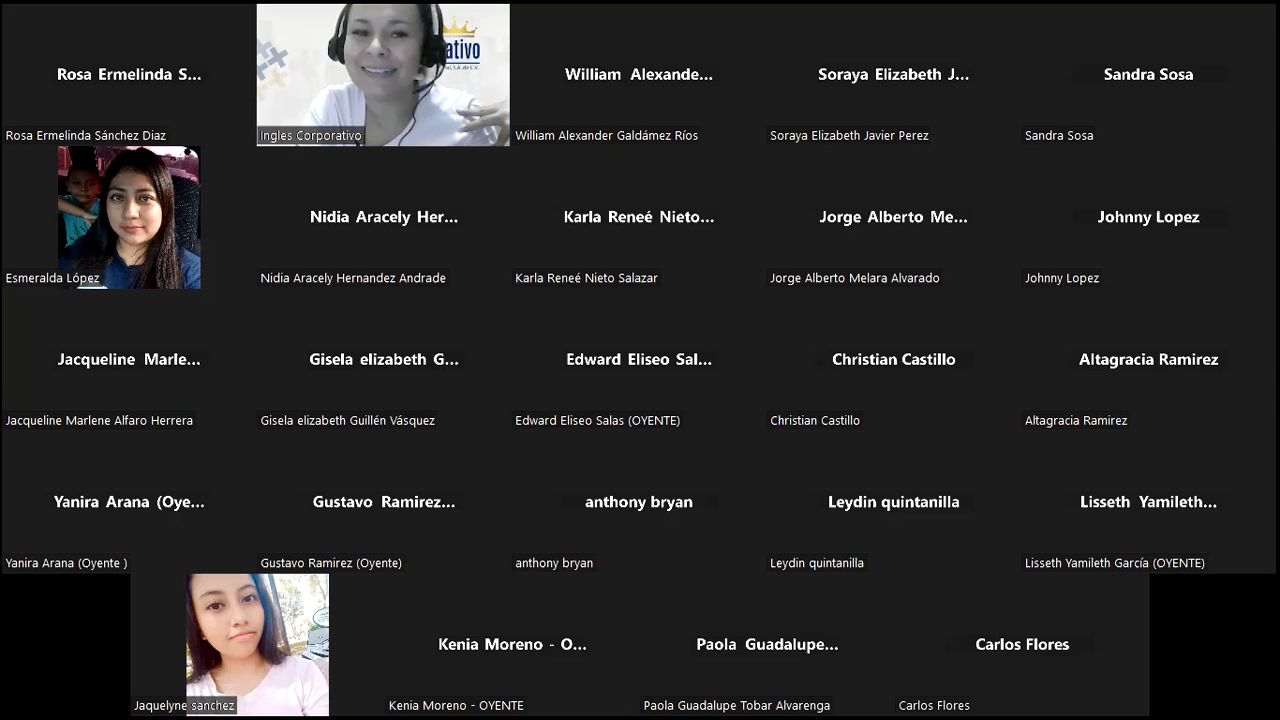 Rosa Ermelinda S...
ativo
S.A. de C.V.
William Alexande...
Soraya Elizabeth J...
Sandra Sosa
Rosa Ermelinda Sánchez Diaz
Ingles Corporativo
William Alexander Galdámez Ríos
Soraya Elizabeth Javier Perez
Sandra Sosa
Nidia Aracely Her...
Karla Reneé Nieto...
Jorge Alberto Me...
Johnny Lopez
Esmeralda López
Nidia Aracely Hernandez Andrade
Karla Reneé Nieto Salazar
Jorge Alberto Melara Alvarado
Johnny Lopez
Jacqueline Marle...
Gisela elizabeth G...
Edward Eliseo Sal...
Christian Castillo
Altagracia Ramirez
Jacqueline Marlene Alfaro Herrera
Gisela elizabeth Guillén Vásquez
Edward Eliseo Salas (OYENTE)
Christian Castillo
Altagracia Ramirez
Yanira Arana (Oye...
Gustavo Ramirez...
anthony bryan
Leydin quintanilla
Lisseth Yamileth...
Yanira Arana (Oyente )
Gustavo Ramirez (Oyente)
anthony bryan
Leydin quintanilla
Lisseth Yamileth García (OYENTE)
Kenia Moreno - O...
Paola Guadalupe...
Carlos Flores
Jaquelyne sanchez
Kenia Moreno - OYENTE
Paola Guadalupe Tobar Alvarenga
Carlos Flores